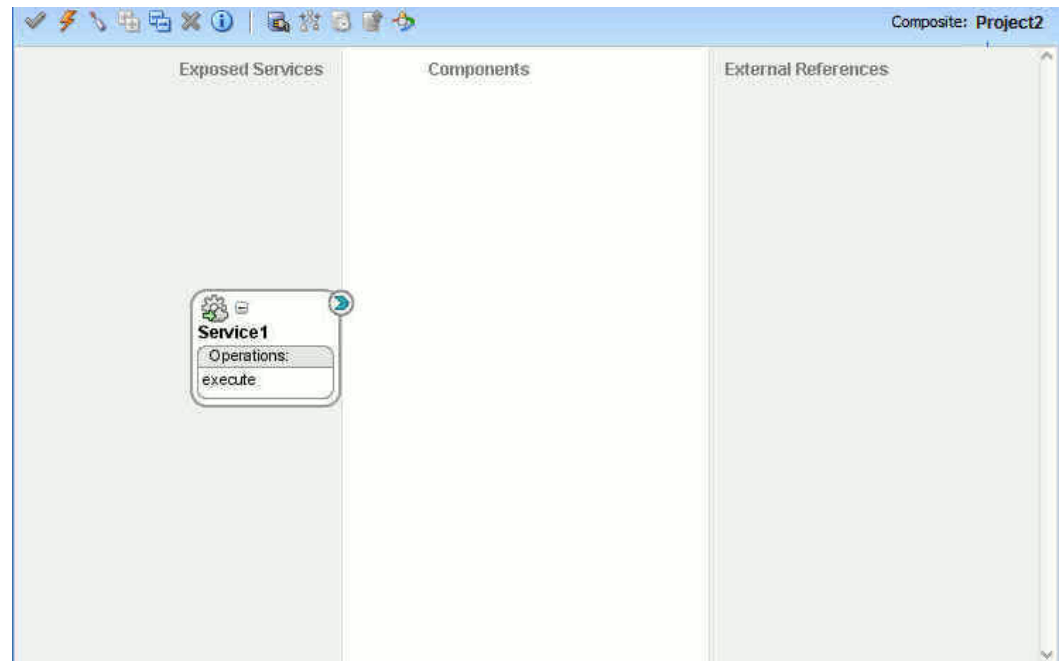 Composite: Project2
Exposed Services
Components
External References
Service1
Operations:
execute